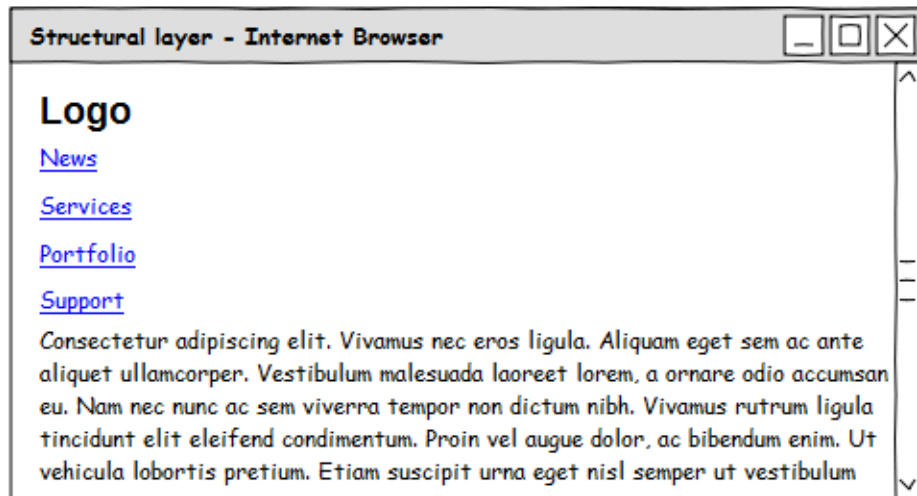 Structural layer - Internet Browser
Logo
News
Services
Portfolio
Support
Consectetur adipiscing elit. Vivamus nec eros ligula. Aliquam eget sem ac ante
aliquet ullamcorper. Vestibulum malesuada laoreet lorem, a ornare odio accumsan
eu. Nam nec nunc ac sem viverra tempor non dictum nibh. Vivamus rutrum ligula
tincidunt elit eleifend condimentum. Proin vel augue dolor, ac bibendum enim. Ut
vehicula lobortis pretium. Etiam suscipit urna eget nisl semper ut vestibulum